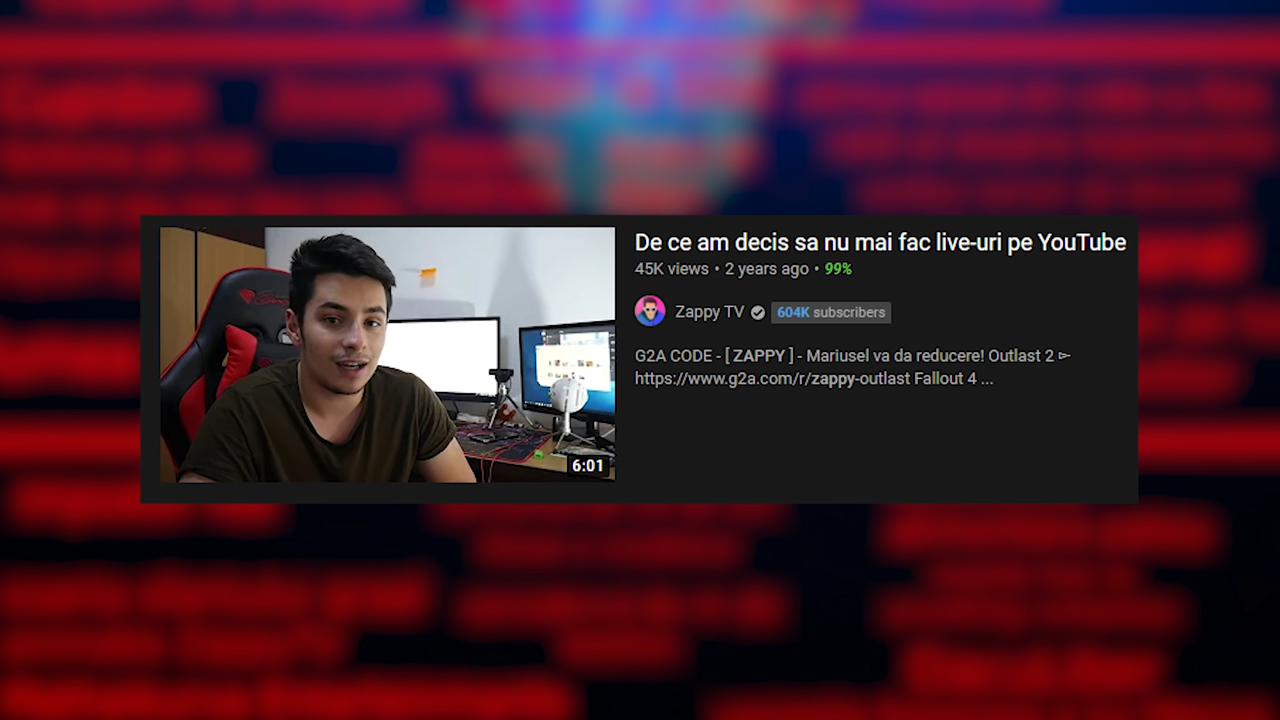 De ce am decis sa nu mai fac live-uri pe YouTube
45K views • 2 years ago • 99%
Zappy TV 604K subscribers
G2A CODE - [ ZAPPY ] - Mariusel va da reducere! Outlast 2 ▻
https://www.g2a.com/r/zappy-outlast Fallout 4 ...
6:01